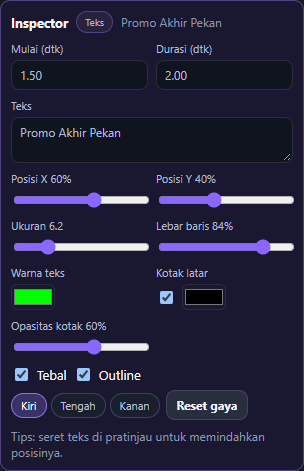 Inspector Teks Promo Akhir Pekan
Mulai (dtk) Durasi (dtk)
1.50 2.00
Teks
Promo Akhir Pekan
Posisi X 60% Posisi Y 40%
Ukuran 6.2 Lebar baris 84%
Warna teks Kotak latar
Opasitas kotak 60%
Tebal Outline
Kiri Tengah Kanan Reset gaya
Tips: seret teks di pratinjau untuk memindahkan
posisinya.